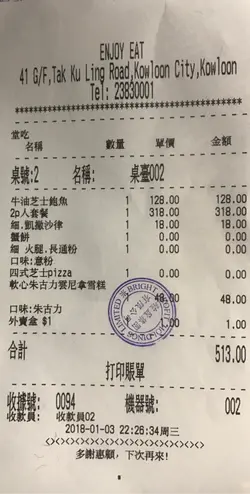 ENJOY EAT
41 G/F,Tak Ku Ling Road,Kowloon City,Kowloon
Tel: 23830001
堂吃
名稱 數量 單價 金額
桌號:2 名稱: 桌臺002
牛油芝士鮑魚 1 128.00 128.00
2p人套餐 1 318.00 318.00
細.凱撒沙律 1 18.00 18.00
蟹餅 1 0.00 0.00
細 火腿.長通粉 1 0.00 0.00
口味:意粉
四式芝士pizza 1 0.00 0.00
軟心朱古力雲尼拿雪糕
48.00 48.00
口味:朱古力
外賣盒 $1 1.00 1.00
合計 513.00
打印賬單
收據號: 0094 機器號: 002
收款員: 收款員02
2018-01-03 22:26:34周三
多謝惠顧，下次再來!